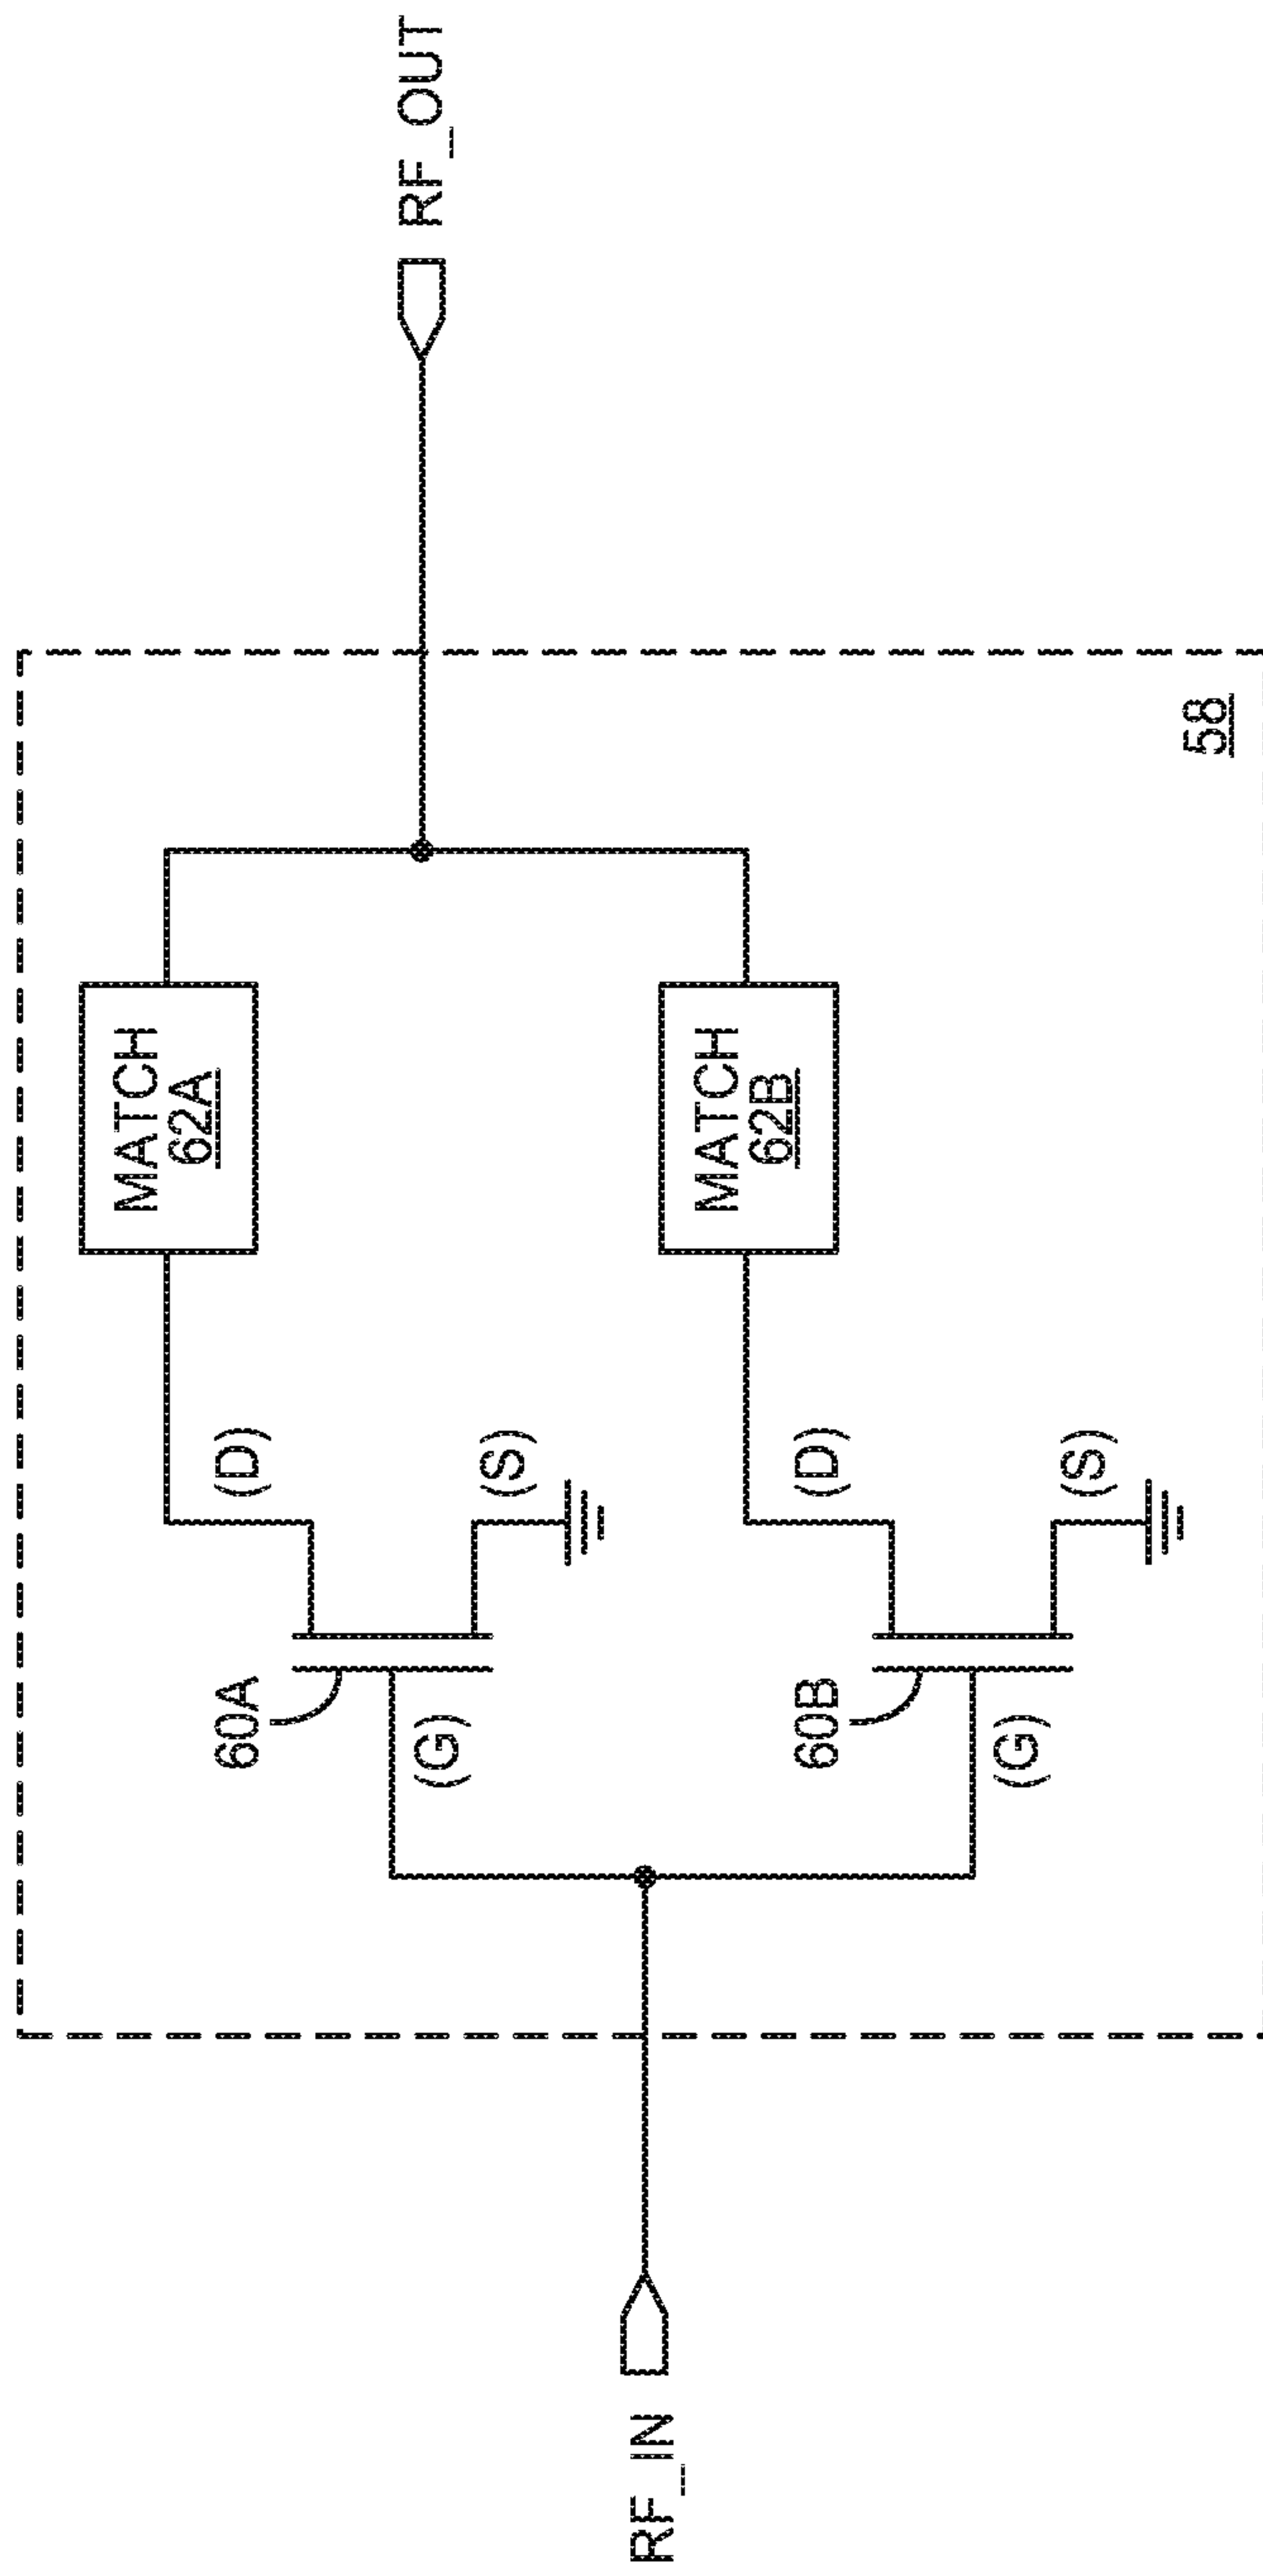 MATCH
62A
(D)
60A
(G)
(S)
RF_OUT
RF_IN
MATCH
62B
(D)
60B
(G)
(S)
58